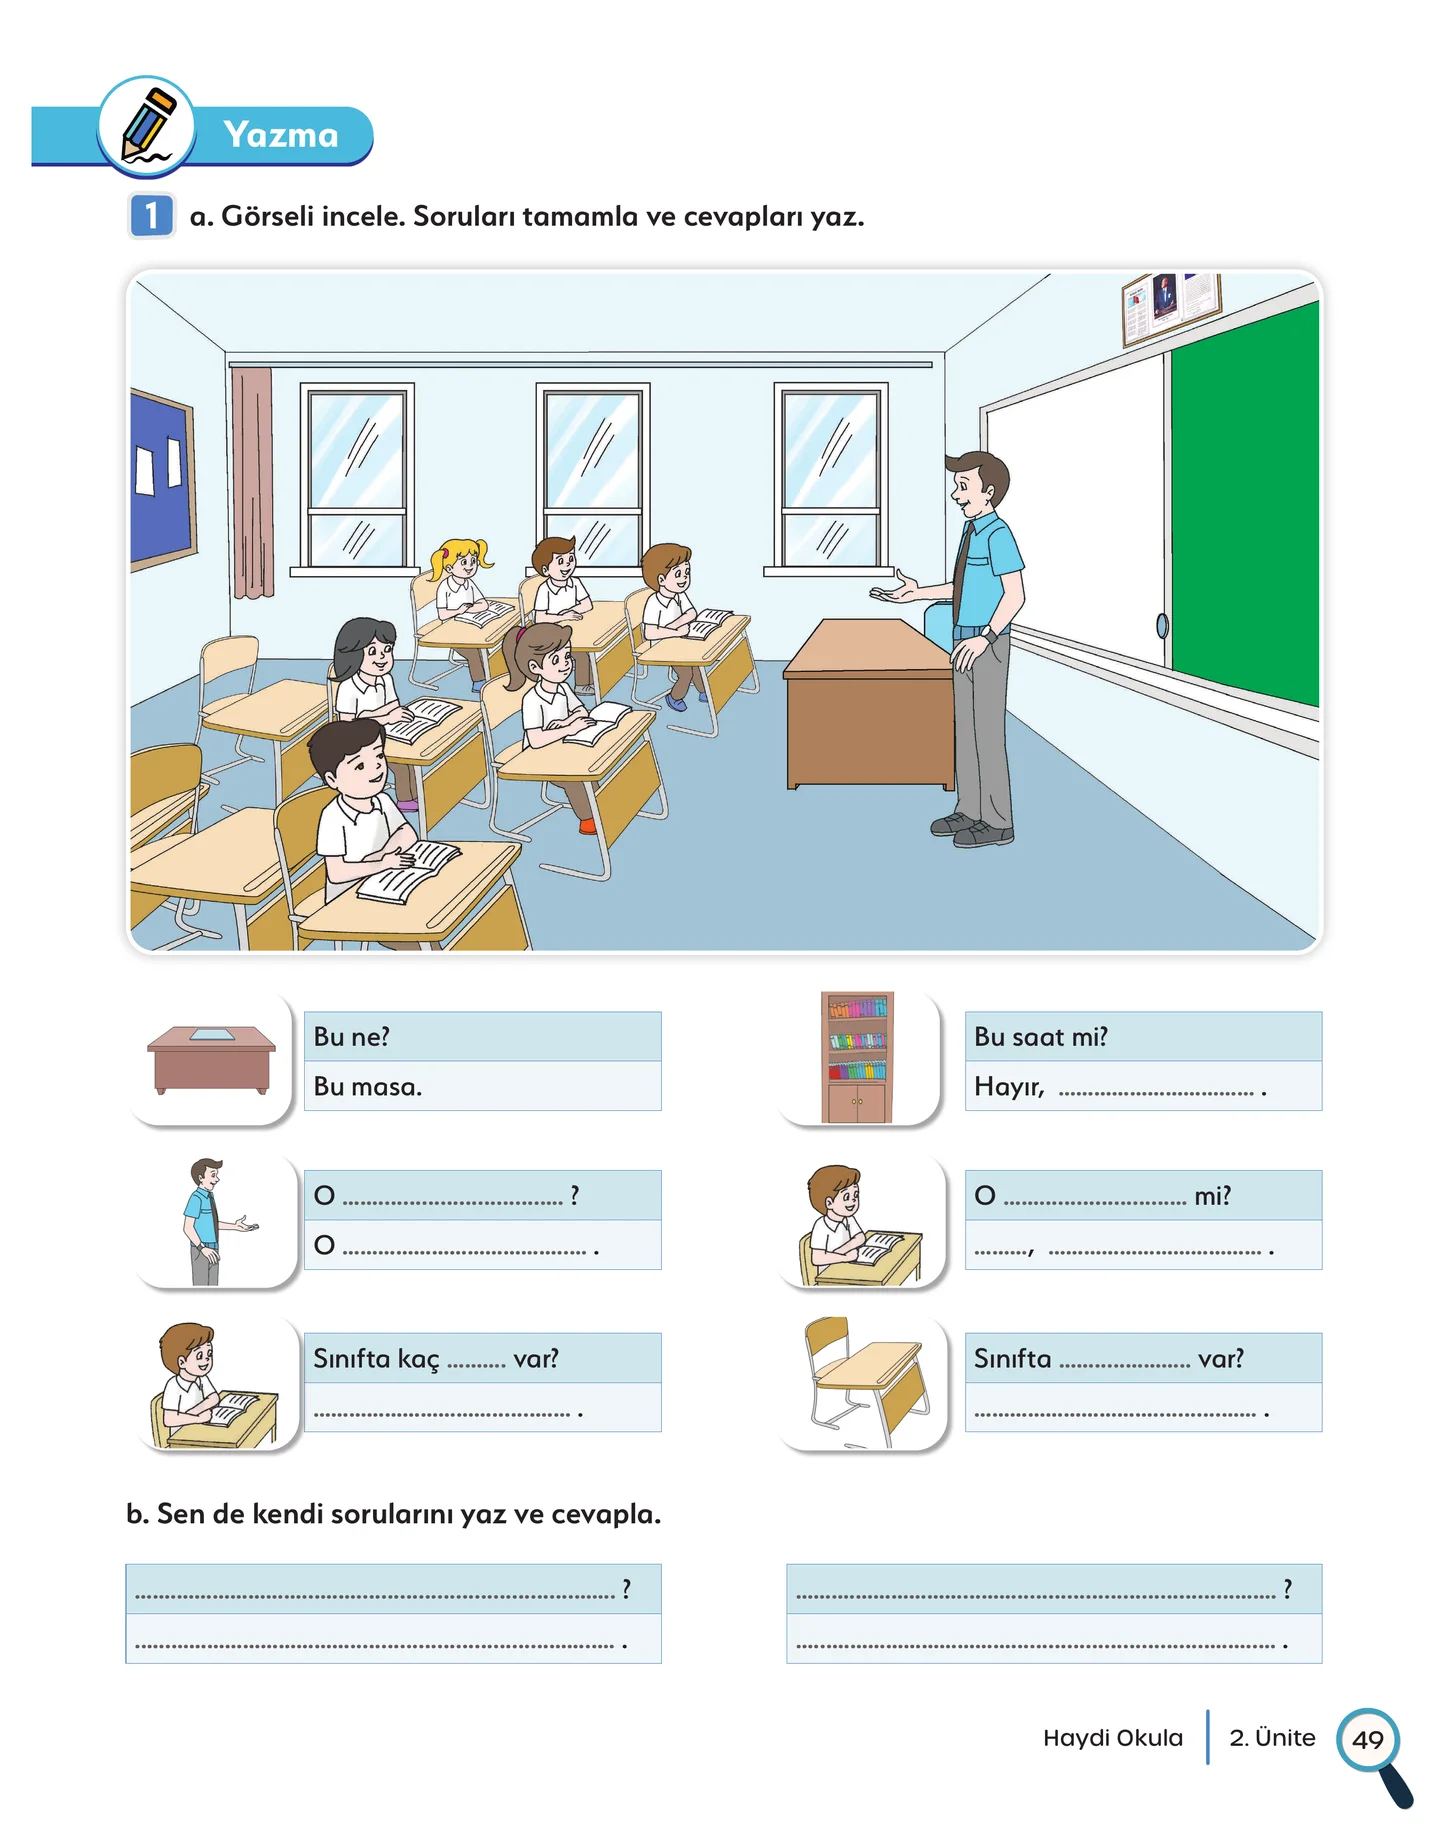 Yazma
1 a. Görseli incele. Soruları tamamla ve cevapları yaz.
Bu ne?
Bu masa.
Bu saat mi?
Hayır, ................................. .
O ..................................... ?
O ......................................... .
O ............................... mi?
........., .................................... .
Sınıfta kaç .......... var?
........................................... .
Sınıfta ...................... var?
............................................... .
b. Sen de kendi sorularını yaz ve cevapla.
................................................................................ ?
................................................................................ .
................................................................................ ?
................................................................................ .
Haydi Okula 2. Ünite 49